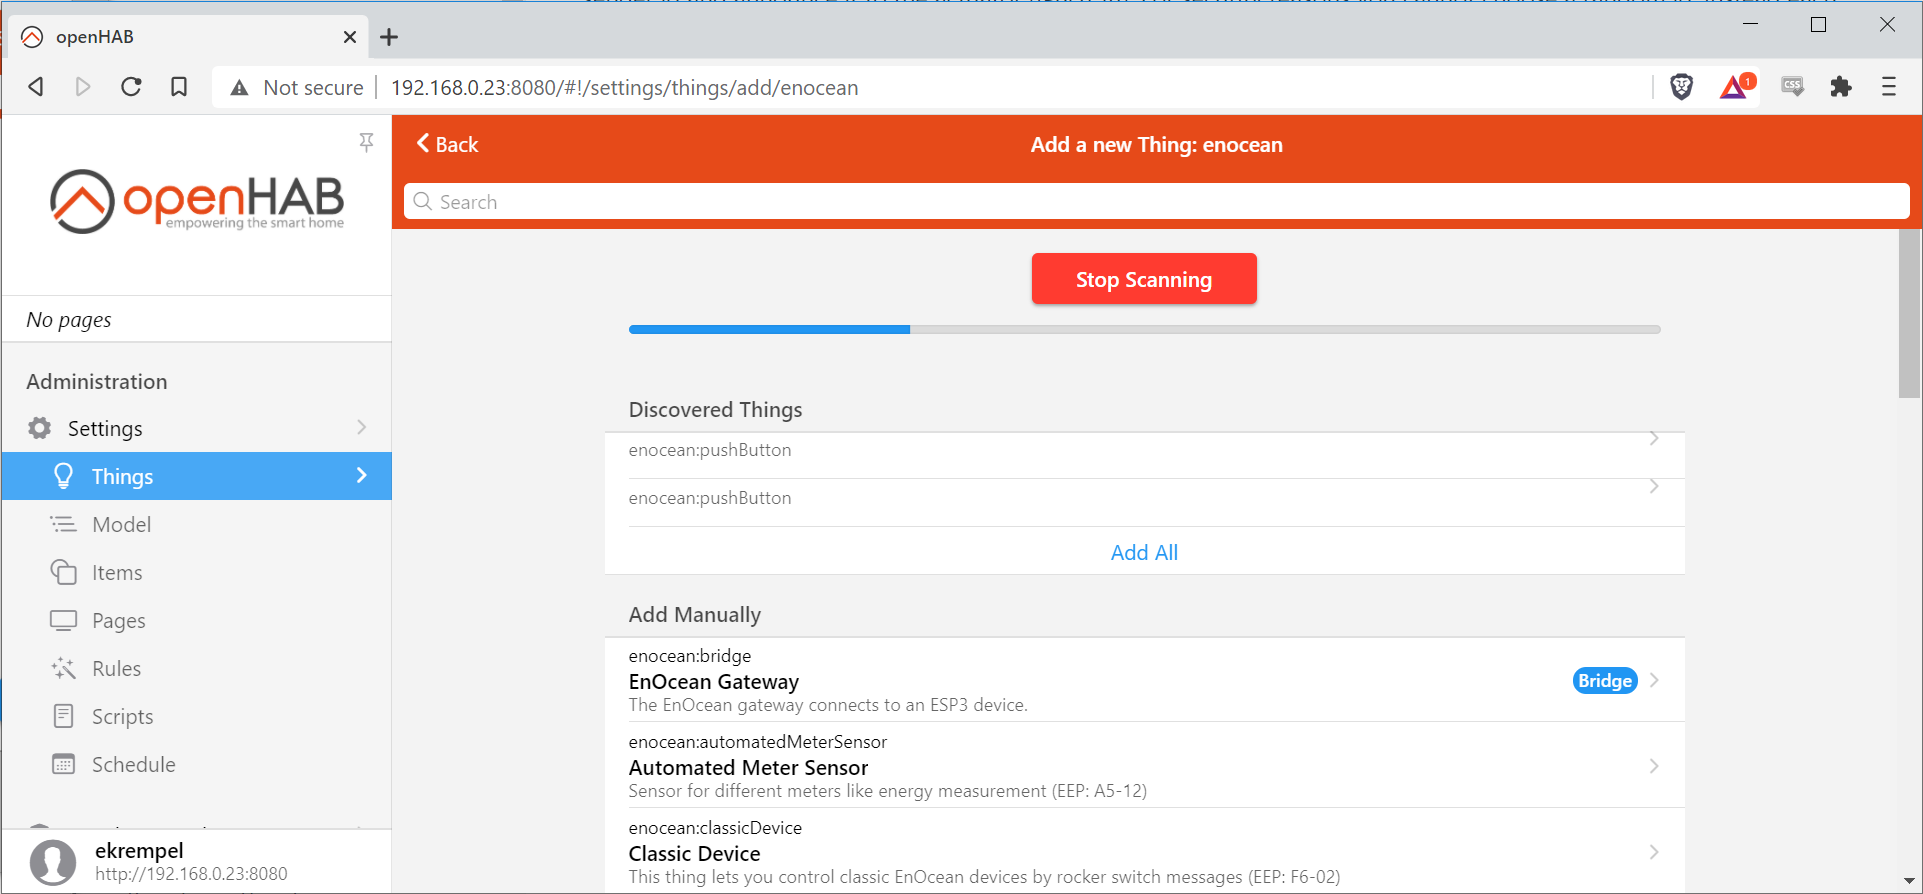 openHAB
Not secure
192.168.0.23:8080/#!/settings/things/add/enocean
1
CSS
openHAB
empowering the smart home
Back
Add a new Thing: enocean
Search
No pages
Administration
Settings
Things
Model
Items
Pages
Rules
Scripts
Schedule
ekrempel
http://192.168.0.23:8080
Stop Scanning
Discovered Things
enocean:pushButton
enocean:pushButton
Add All
Add Manually
enocean:bridge
EnOcean Gateway
The EnOcean gateway connects to an ESP3 device.
Bridge
enocean:automatedMeterSensor
Automated Meter Sensor
Sensor for different meters like energy measurement (EEP: A5-12)
enocean:classicDevice
Classic Device
This thing lets you control classic EnOcean devices by rocker switch messages (EEP: F6-02)